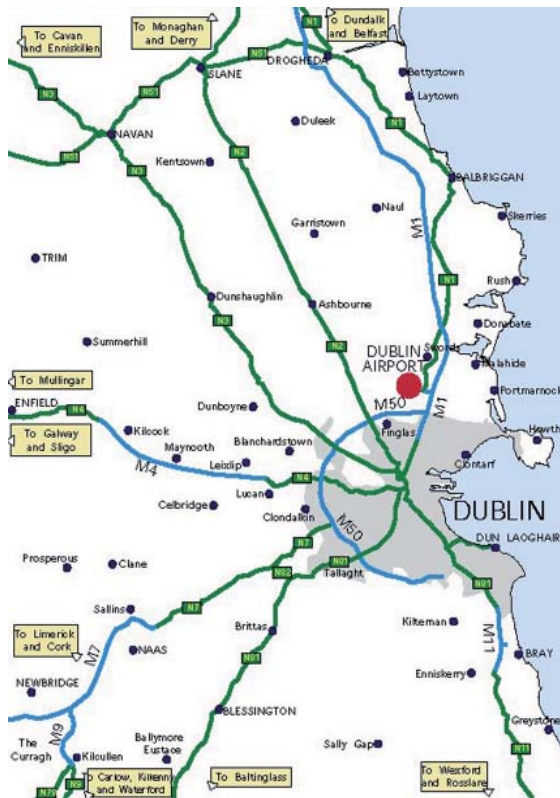 To Cavan
and Enniskillen
To Monaghan
and Derry
N1
To Dundalk
and Belfast
N51
DROGHEDA
SLANE
Bettystown
Laytown
N3
N51
N1
Duleek
NAVAN
N2
N51
Kentsown
N3
BALBRIGGAN
Naul
Skerries
Garristown
M1
TRIM
N1
Rush
Dunshaughlin
Ashbourne
N3
Donabate
Summerhill
N2
Swords
DUBLIN
AIRPORT
Malahide
To Mullingar
Portmarnock
M50
M1
ENFIELD
N4
Dunboyne
Finglas
Howth
To Galway
and Sligo
Kilcock
Blanchardstown
Maynooth
Leixlip
Clontarf
M4
N4
Lucan
Celbridge
Clondalkin
M50
DUBLIN
DUN LAOGHAIR
N7
Prosperous
Clane
N82
N81
Tallaght
N81
Sallins
N7
Kilternan
To Limerick
and Cork
M7
Brittas
M11
NAAS
N81
BRAY
Enniskerry
NEWBRIDGE
BLESSINGTON
Greystones
M9
The
Curragh
Kilcullen
Ballymore
Eustace
Sally Gap
N11
N78
N9
To Carlow, Kilkenny
and Waterford
To Baltinglass
To Wexford
and Rosslare